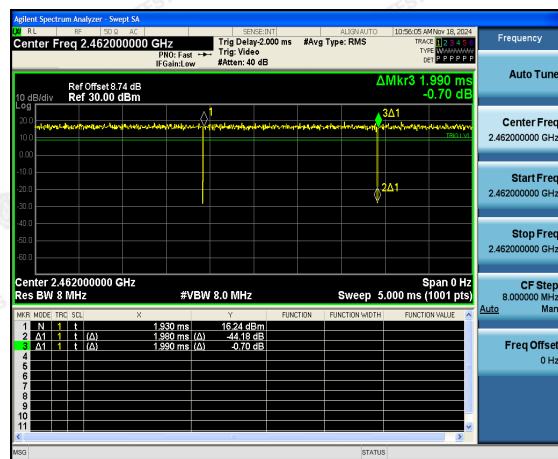 Agilent Spectrum Analyzer - Swept SA
RL RF 50 Ω AC SENSE:INT ALIGN AUTO 10:56:05 AM Nov 18, 2024
Center Freq 2.462000000 GHz
PNO: Fast
IFGain:Low
Trig Delay-2.000 ms
Trig: Video
#Atten: 40 dB
#Avg Type: RMS
TRACE 1 2 3 4 5 6
TYPE WWWWWW
DET P P P P P P
Frequency
Auto Tune
ΔMkr3 1.990 ms
-0.70 dB
Ref Offset 8.74 dB
10 dB/div Ref 30.00 dBm
Log
20.0
10.0
0.00
-10.0
-20.0
-30.0
-40.0
-50.0
-60.0
1
3Δ1
2Δ1
TRIG LVL
Center Freq
2.462000000 GHz
Start Freq
2.462000000 GHz
Stop Freq
2.462000000 GHz
CF Step
8.000000 MHz
Auto Man
Freq Offset
0 Hz
Center 2.462000000 GHz Span 0 Hz
Res BW 8 MHz #VBW 8.0 MHz Sweep 5.000 ms (1001 pts)
MKR MODE TRC SCL X Y FUNCTION FUNCTION WIDTH FUNCTION VALUE
1 N 1 t 1.930 ms 16.24 dBm
2 Δ1 1 t (Δ) 1.980 ms (Δ) -44.18 dB
3 Δ1 1 t (Δ) 1.990 ms (Δ) -0.70 dB
4
5
6
7
8
9
10
11
MSG STATUS